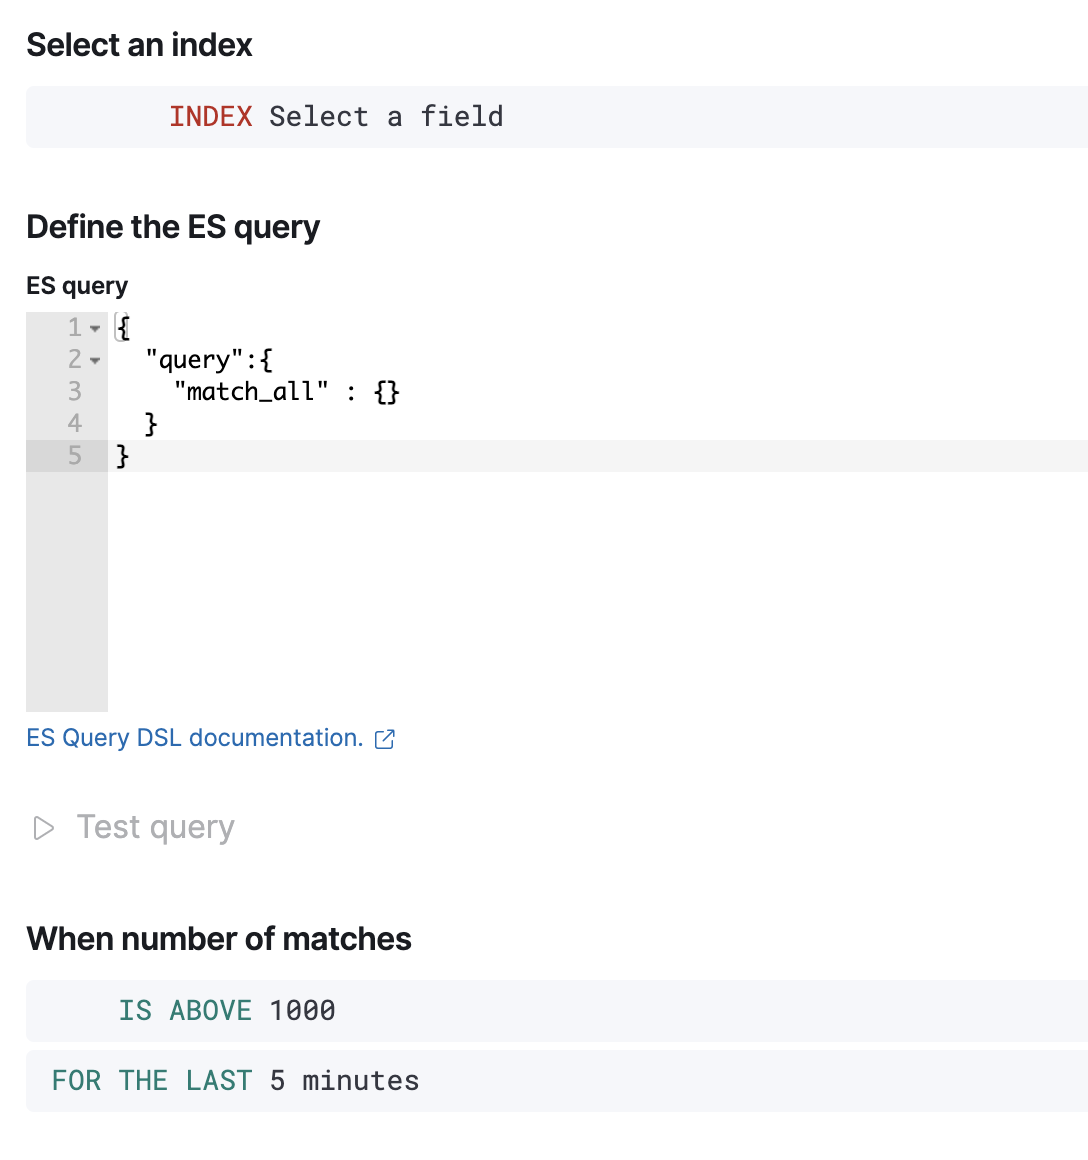 Select an index
INDEX Select a field
Define the ES query
ES query
1 {
2 "query":{
3 "match_all" : {}
4 }
5 }
ES Query DSL documentation.
Test query
When number of matches
IS ABOVE 1000
FOR THE LAST 5 minutes